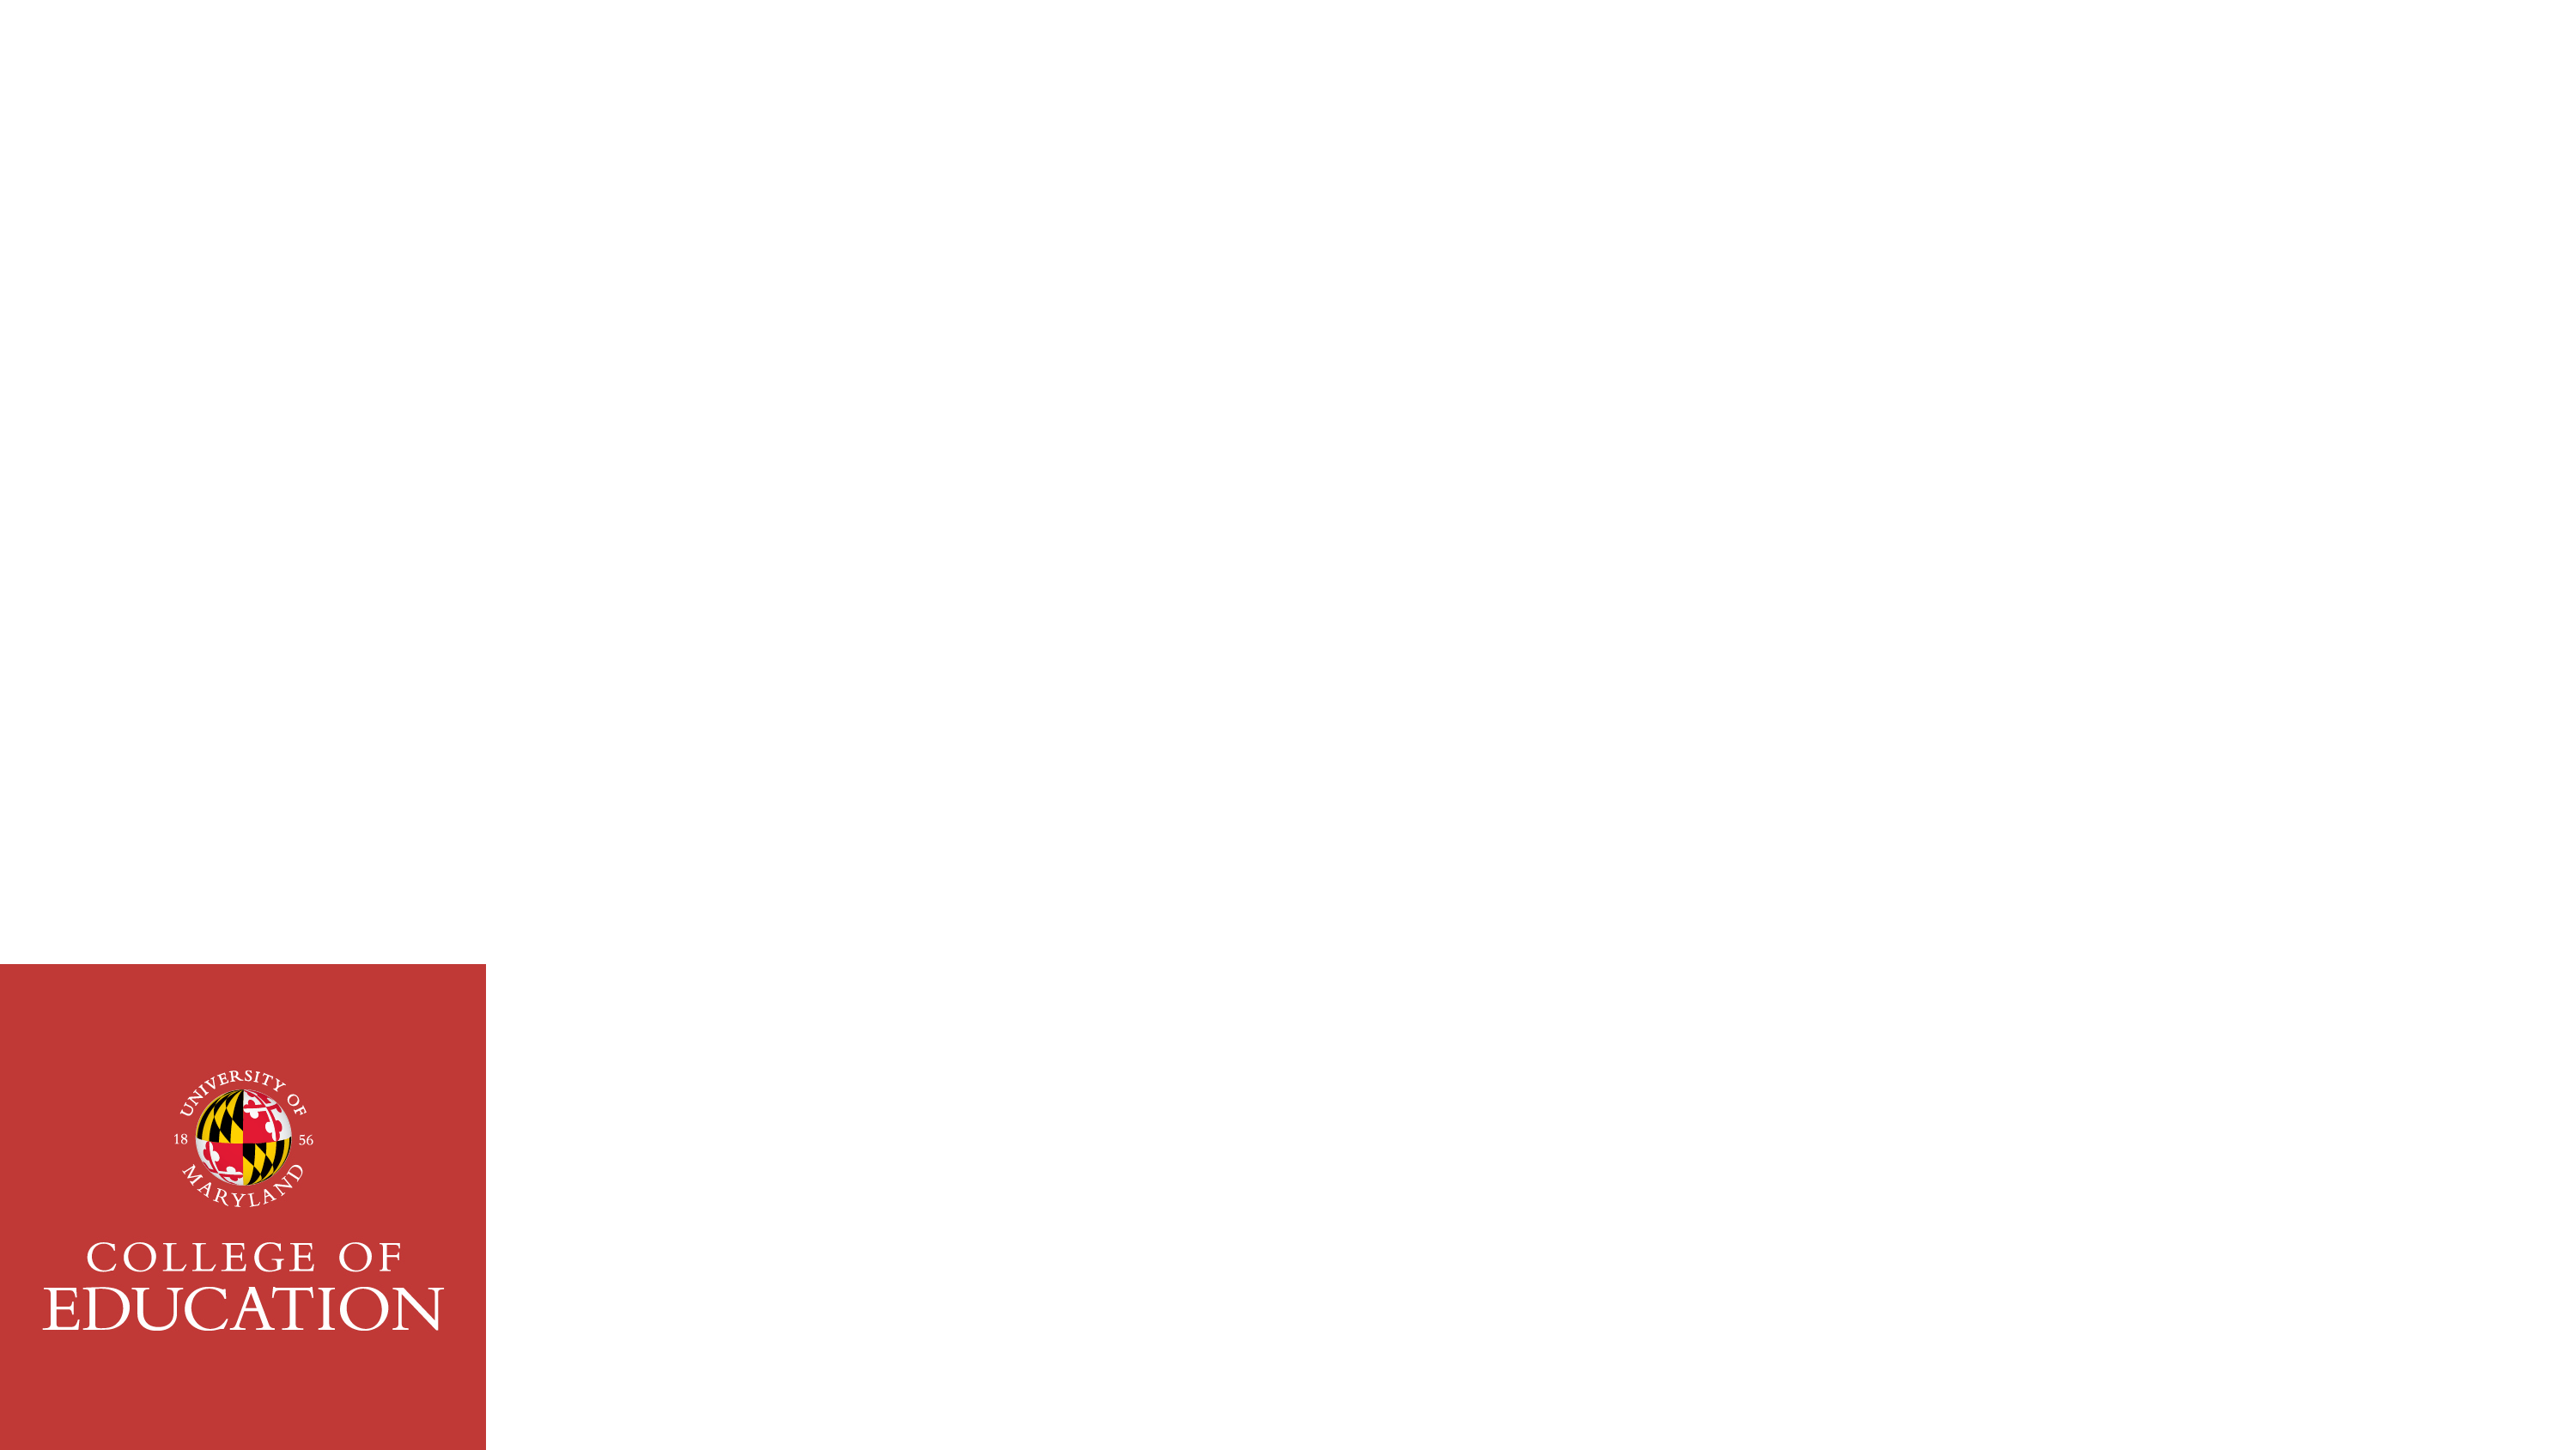 UNIVERSITY OF
18 56
MARYLAND
COLLEGE OF
EDUCATION